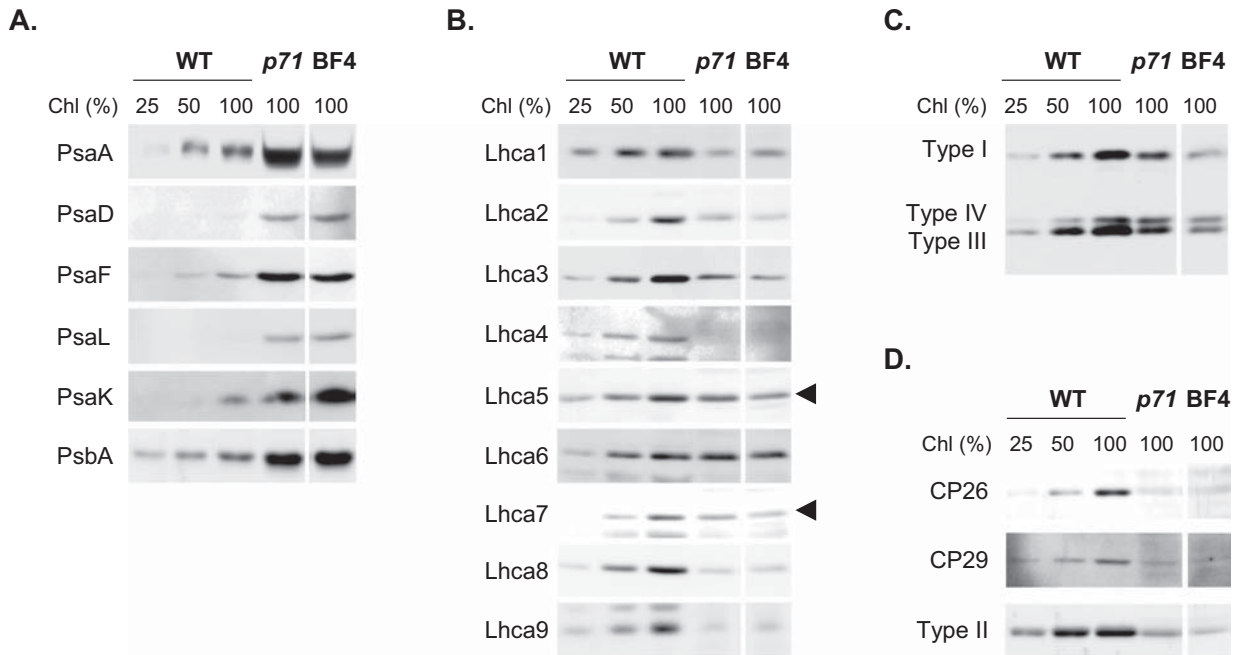 A.
WT p71 BF4
Chl (%) 25 50 100 100 100
PsaA
PsaD
PsaF
PsaL
PsaK
PsbA
B.
WT p71 BF4
Chl (%) 25 50 100 100 100
Lhca1
Lhca2
Lhca3
Lhca4
Lhca5
Lhca6
Lhca7
Lhca8
Lhca9
C.
WT p71 BF4
Chl (%) 25 50 100 100 100
Type I
Type IV
Type III
D.
WT p71 BF4
Chl (%) 25 50 100 100 100
CP26
CP29
Type II